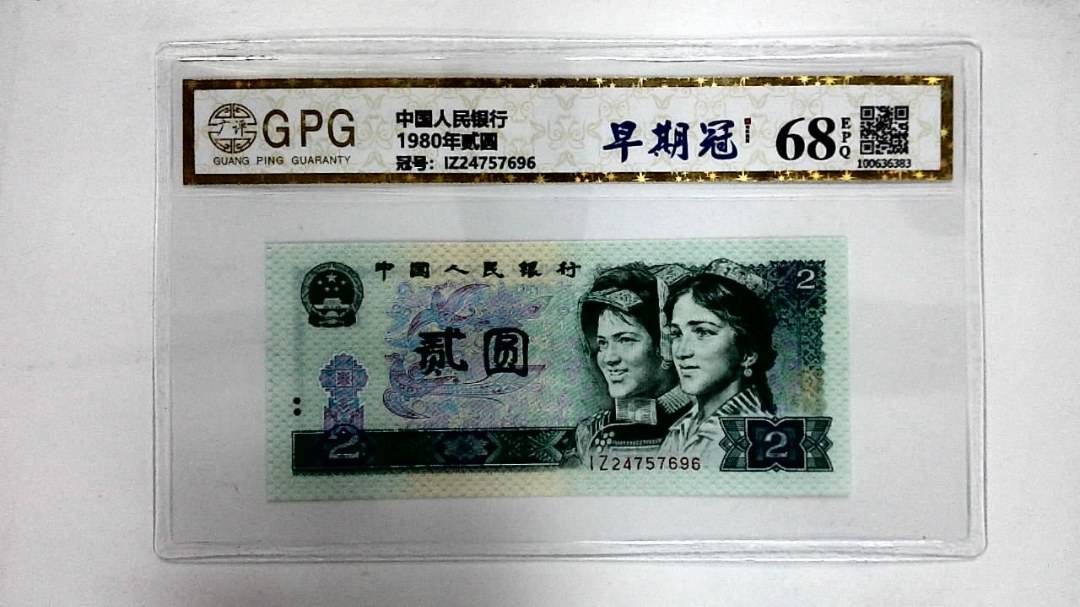 广评
GPG
GUANG PING GUARANTY
中国人民银行
1980年贰圆
冠号：IZ24757696
早期冠
68
EPQ
100636383
中国人民银行
2
贰圆
2
2
IZ24757696